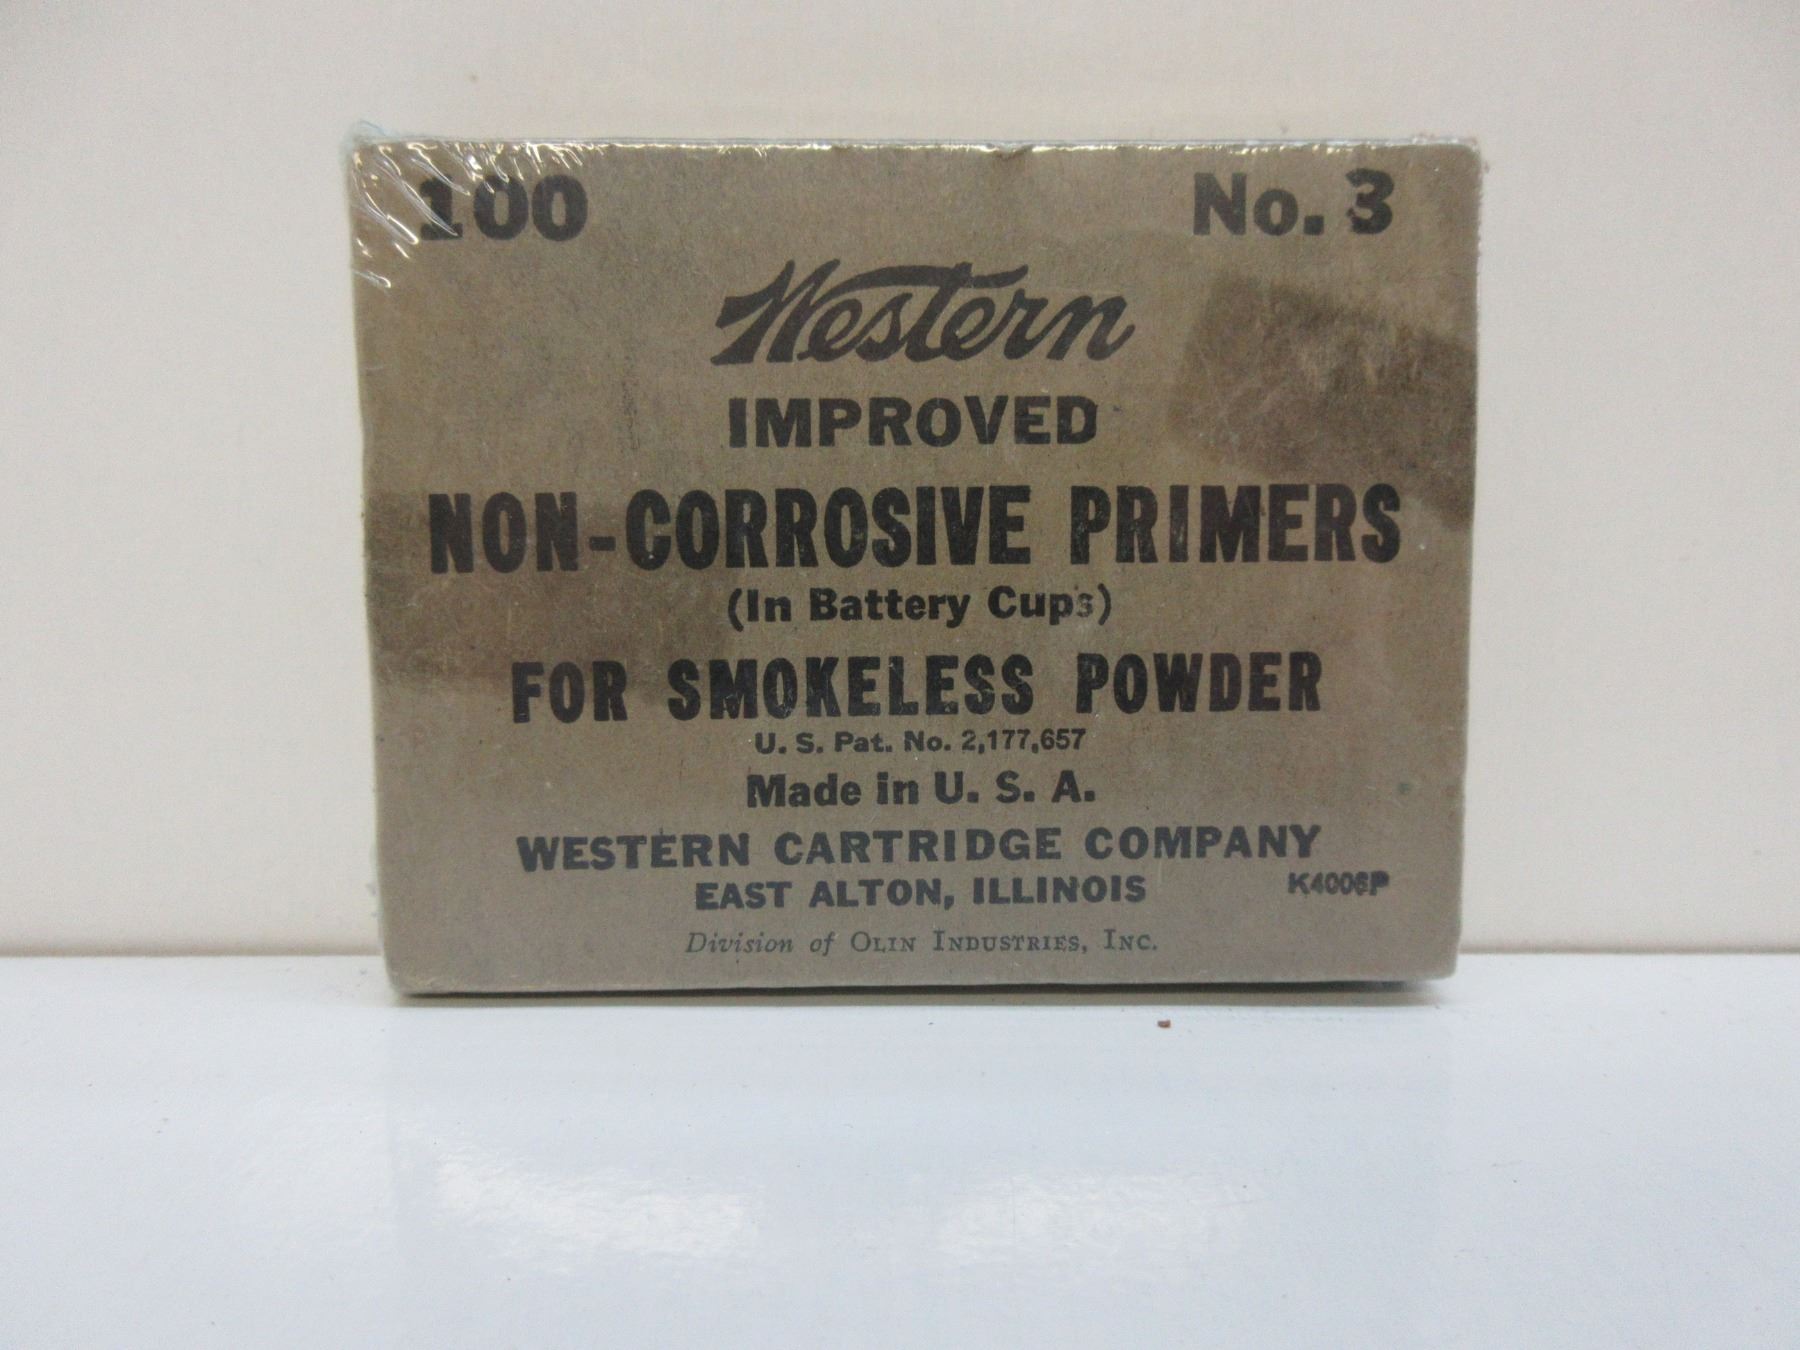 100 No. 3
Western
IMPROVED
NON-CORROSIVE PRIMERS
(In Battery Cups)
FOR SMOKELESS POWDER
U. S. Pat. No. 2,177,657
Made in U. S. A.
WESTERN CARTRIDGE COMPANY
EAST ALTON, ILLINOIS K4006P
Division of OLIN INDUSTRIES, INC.